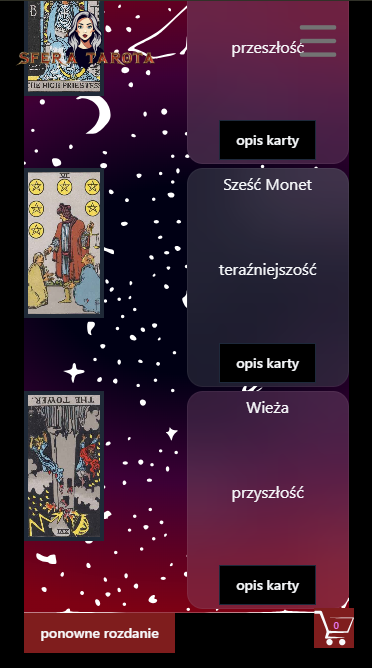 B
SFERA TAROTA
przeszłość
THE HIGH PRIESTESS
opis karty
VI
Sześć Monet
teraźniejszość
opis karty
THE TOWER.
Wieża
przyszłość
XVI
opis karty
ponowne rozdanie
0